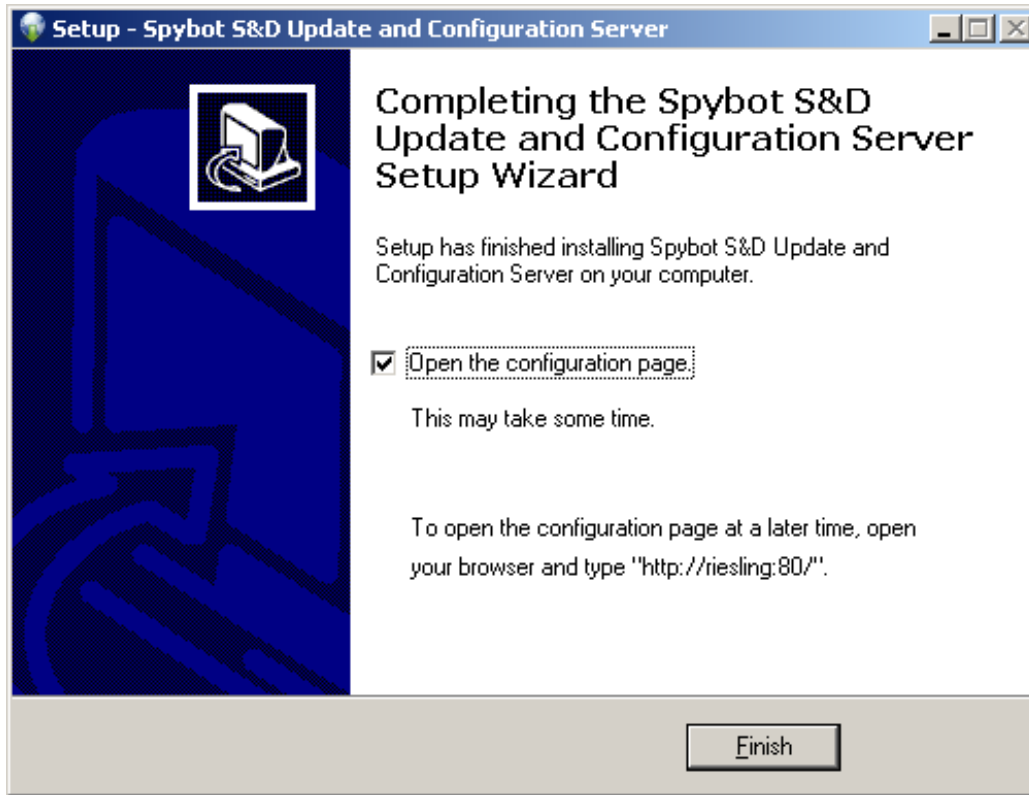 Setup - Spybot S&D Update and Configuration Server
Completing the Spybot S&D
Update and Configuration Server
Setup Wizard
Setup has finished installing Spybot S&D Update and
Configuration Server on your computer.
Open the configuration page.
This may take some time.
To open the configuration page at a later time, open
your browser and type "http://riesling:80/".
Finish